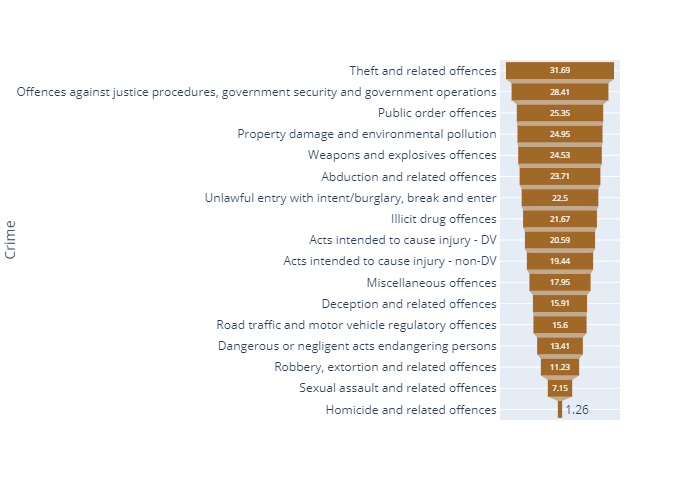 Crime
Theft and related offences 31.69
Offences against justice procedures, government security and government operations 28.41
Public order offences 25.35
Property damage and environmental pollution 24.95
Weapons and explosives offences 24.53
Abduction and related offences 23.71
Unlawful entry with intent/burglary, break and enter 22.5
Illicit drug offences 21.67
Acts intended to cause injury - DV 20.59
Acts intended to cause injury - non-DV 19.44
Miscellaneous offences 17.95
Deception and related offences 15.91
Road traffic and motor vehicle regulatory offences 15.6
Dangerous or negligent acts endangering persons 13.41
Robbery, extortion and related offences 11.23
Sexual assault and related offences 7.15
Homicide and related offences 1.26